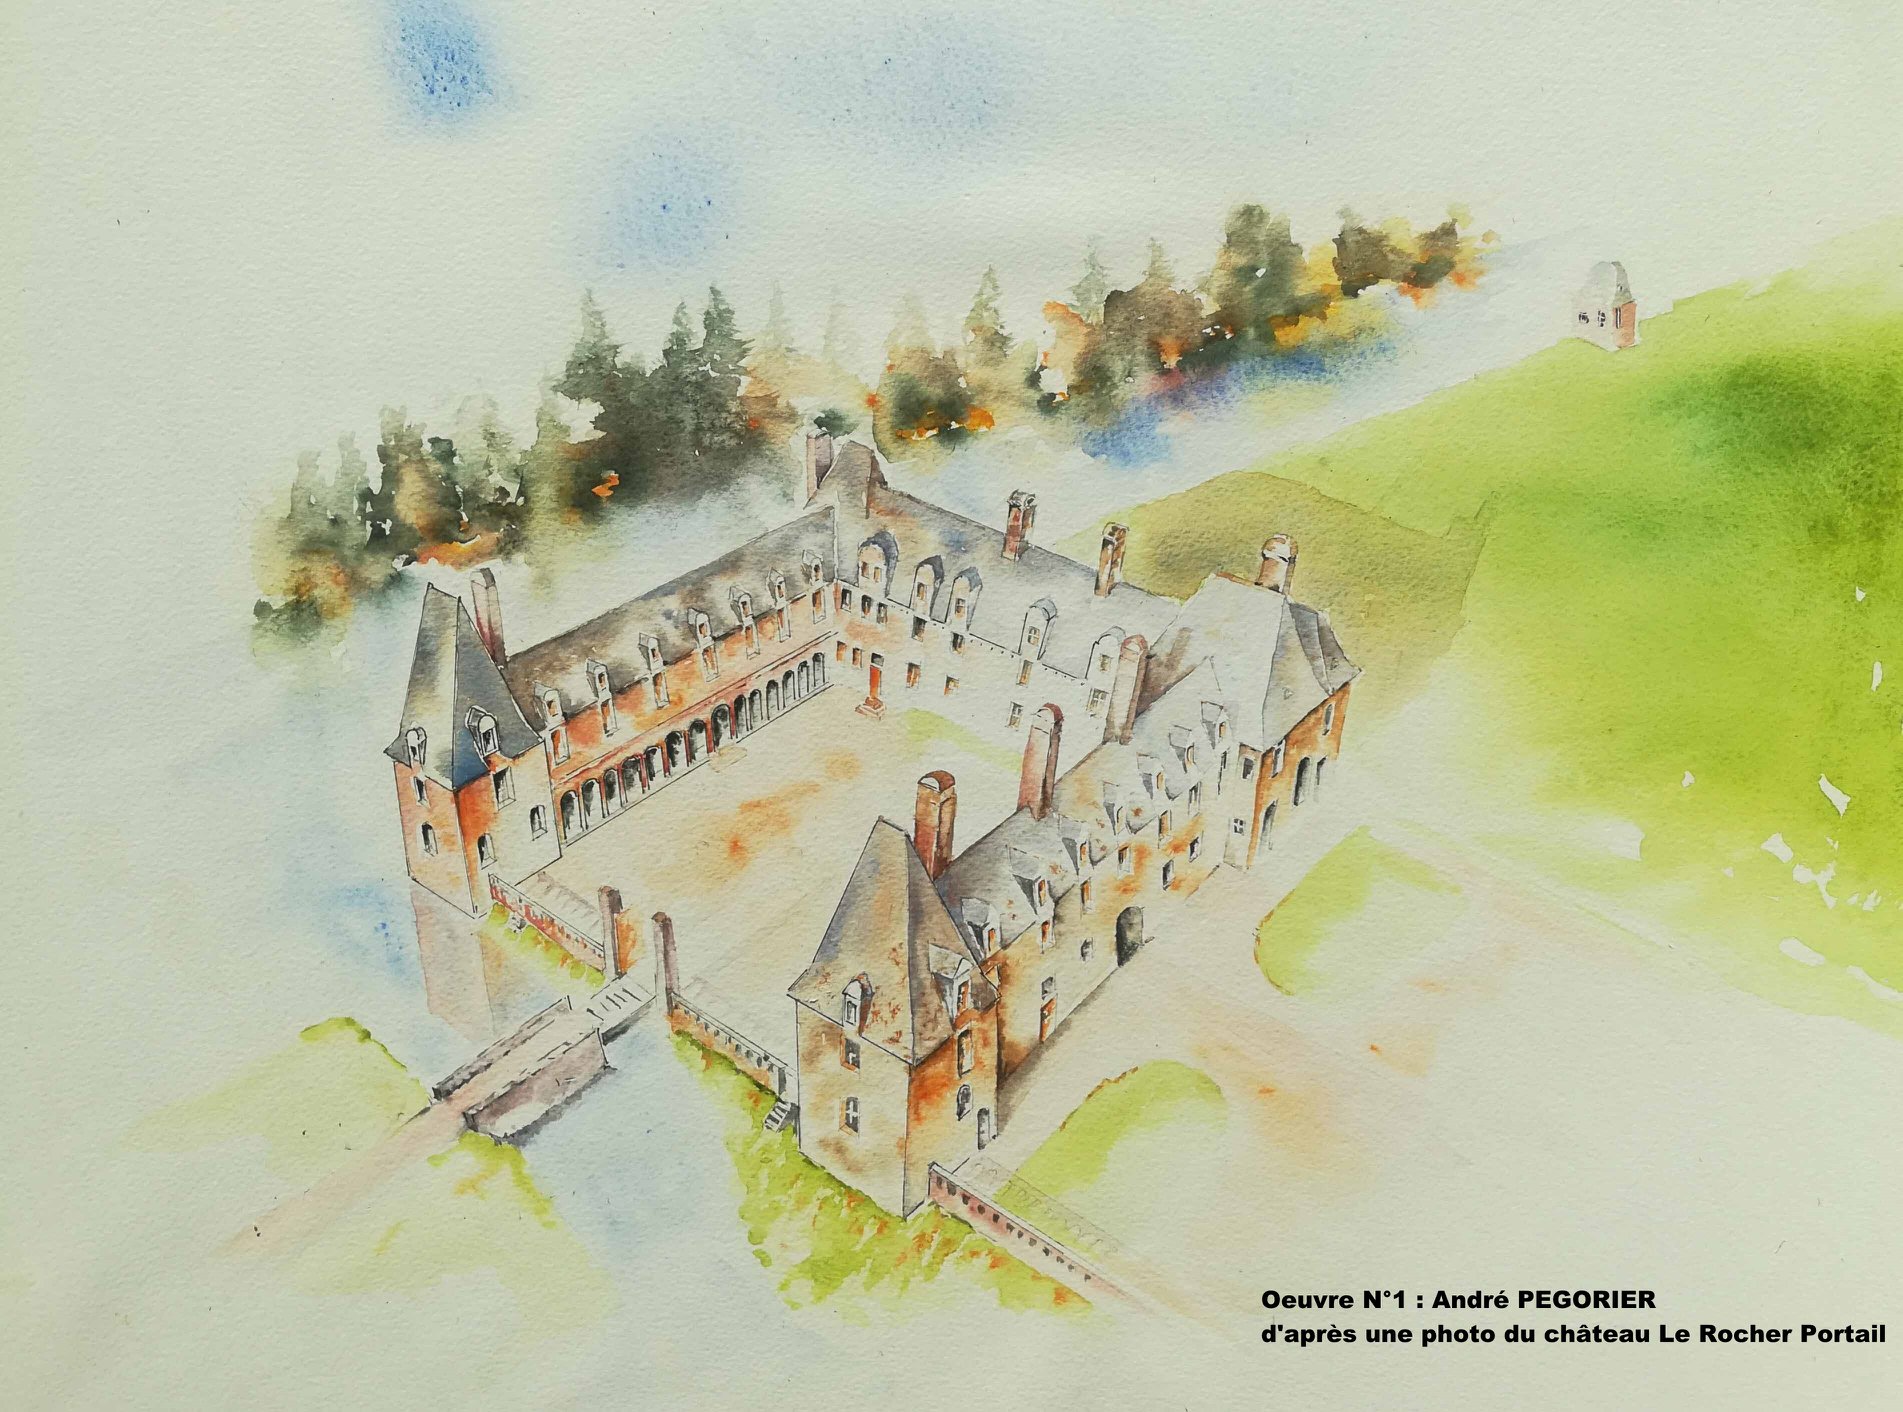 Oeuvre N°1 : André PEGORIER
d'après une photo du château Le Rocher Portail